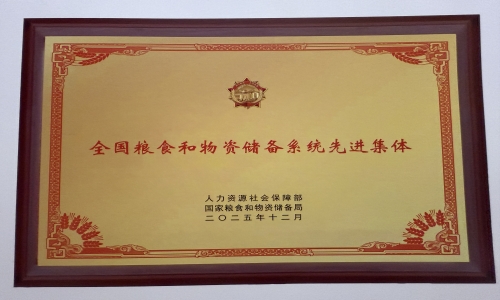 全国粮食和物资储备系统先进集体
人力资源社会保障部
国家粮食和物资储备局
二〇二五年十二月